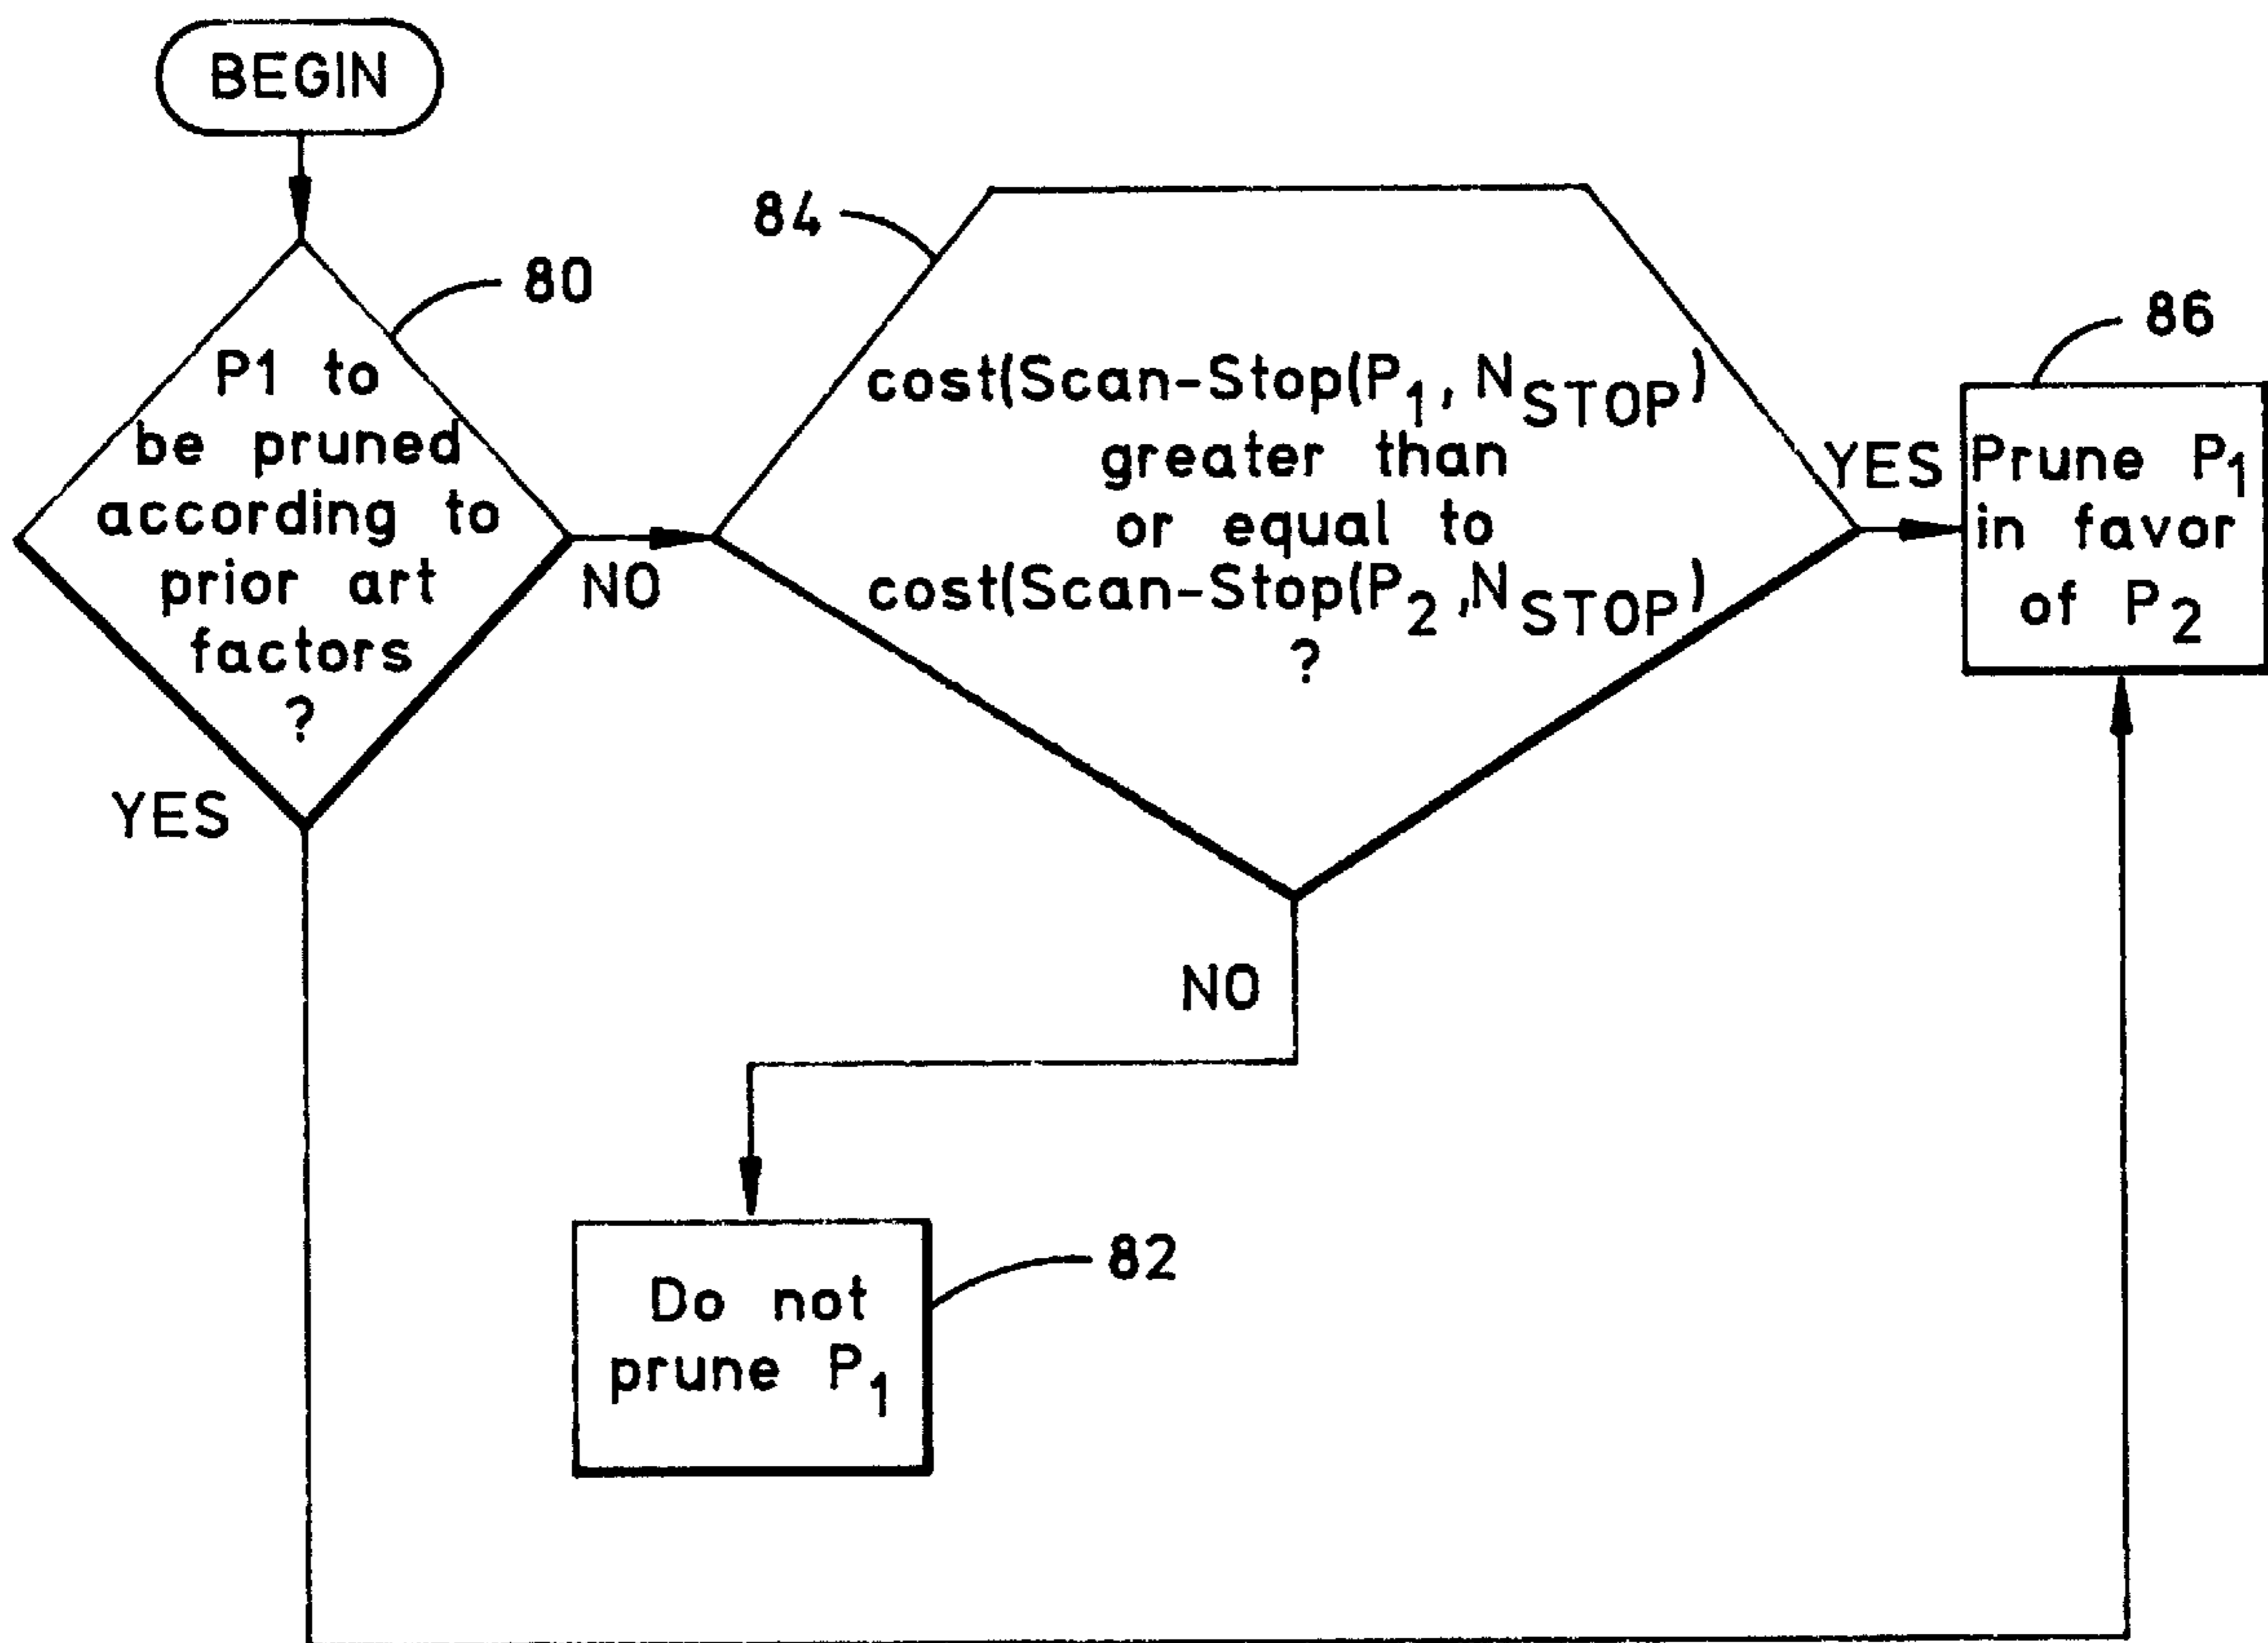 BEGIN
80
P1 to
be pruned
according to
prior art
factors
?
YES
NO
84
cost(Scan-Stop(P1, NSTOP)
greater than
or equal to
cost(Scan-Stop(P2,NSTOP)
?
YES
NO
86
Prune P1
in favor
of P2
82
Do not
prune P1